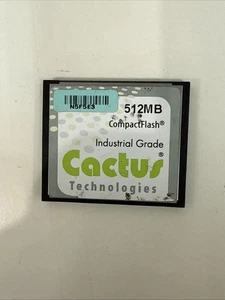 N5F5E3
512MB
CompactFlash®
Industrial Grade
Cactus®
Technologies